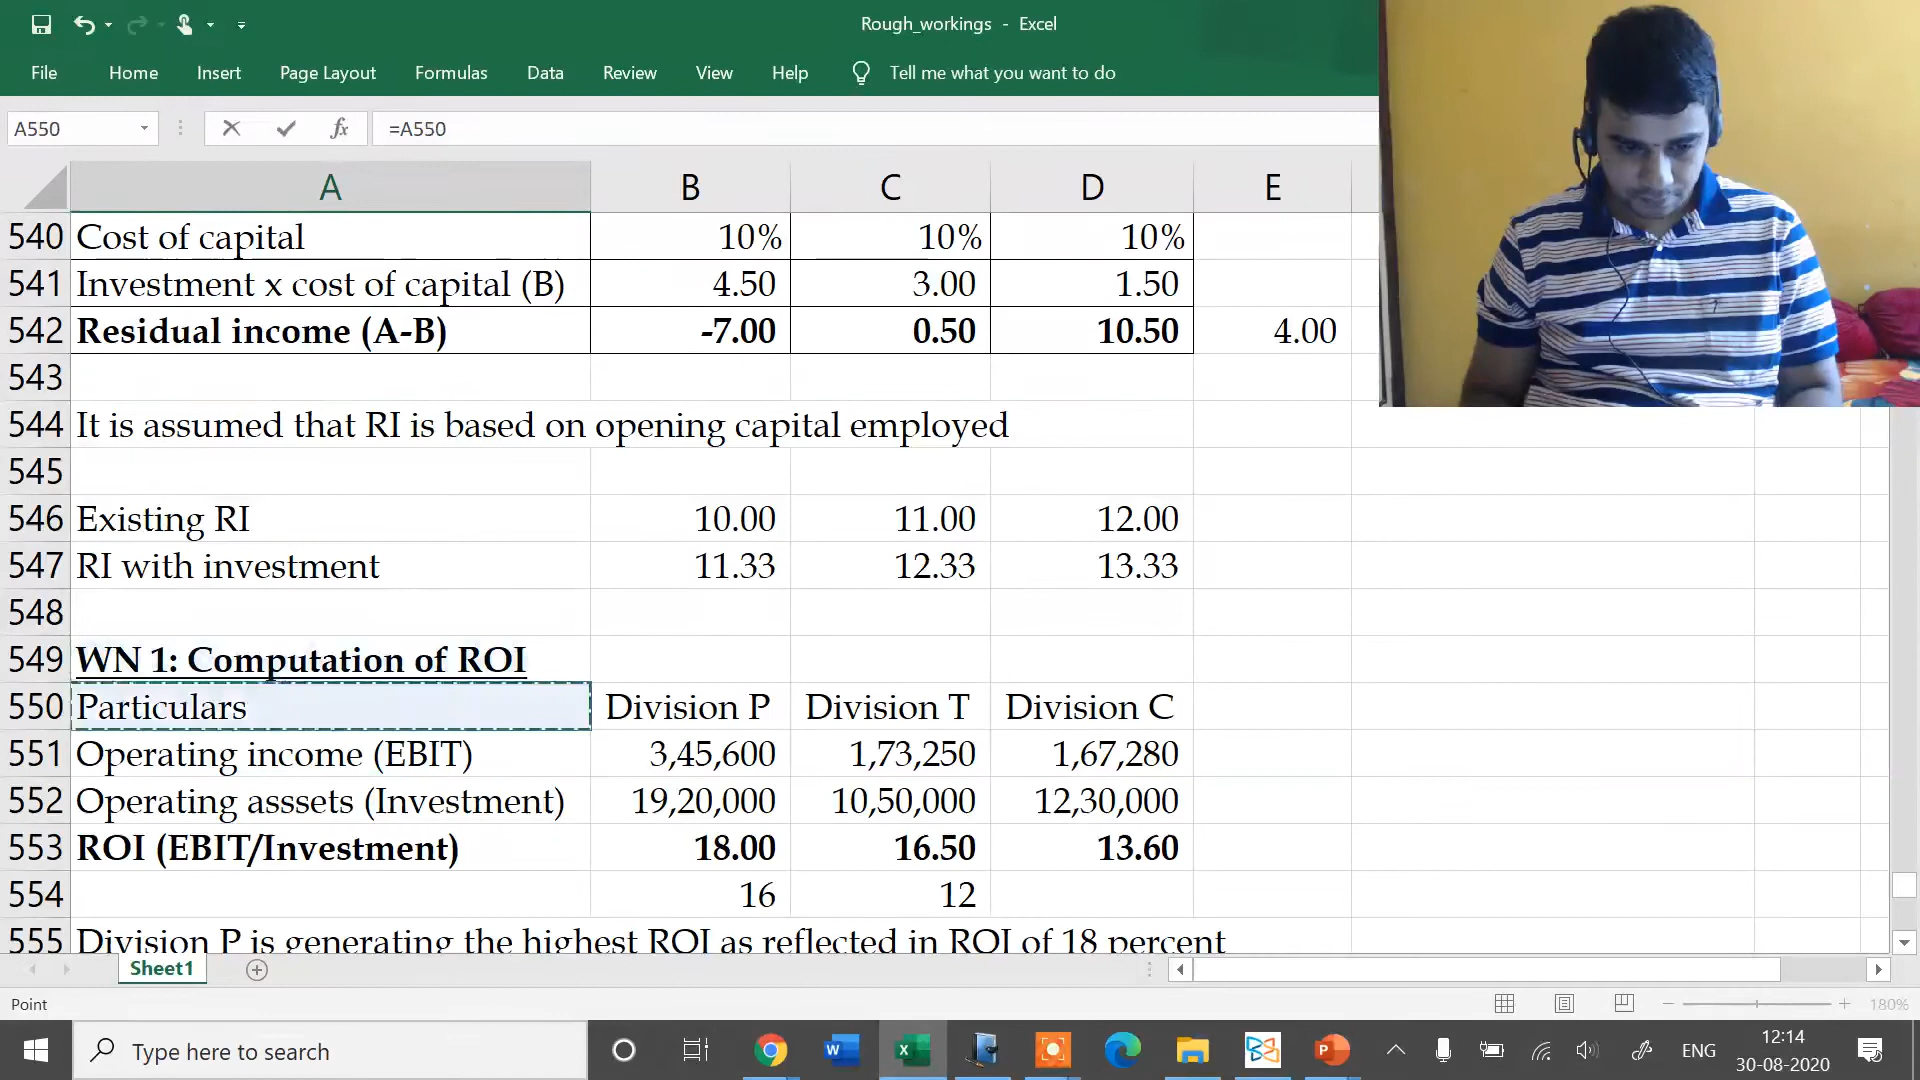 Rough_workings - Excel
File Home Insert Page Layout Formulas Data Review View Help Tell me what you want to do
A550 fx =A550
A B C D E
540 Cost of capital 10% 10% 10%
541 Investment x cost of capital (B) 4.50 3.00 1.50
542 Residual income (A-B) -7.00 0.50 10.50 4.00
543
544 It is assumed that RI is based on opening capital employed
545
546 Existing RI 10.00 11.00 12.00
547 RI with investment 11.33 12.33 13.33
548
549 WN 1: Computation of ROI
550 Particulars Division P Division T Division C
551 Operating income (EBIT) 3,45,600 1,73,250 1,67,280
552 Operating asssets (Investment) 19,20,000 10,50,000 12,30,000
553 ROI (EBIT/Investment) 18.00 16.50 13.60
554 16 12
555 Division P is generating the highest ROI as reflected in ROI of 18 percent
Sheet1
Point 180%
Type here to search ENG 12:14
30-08-2020